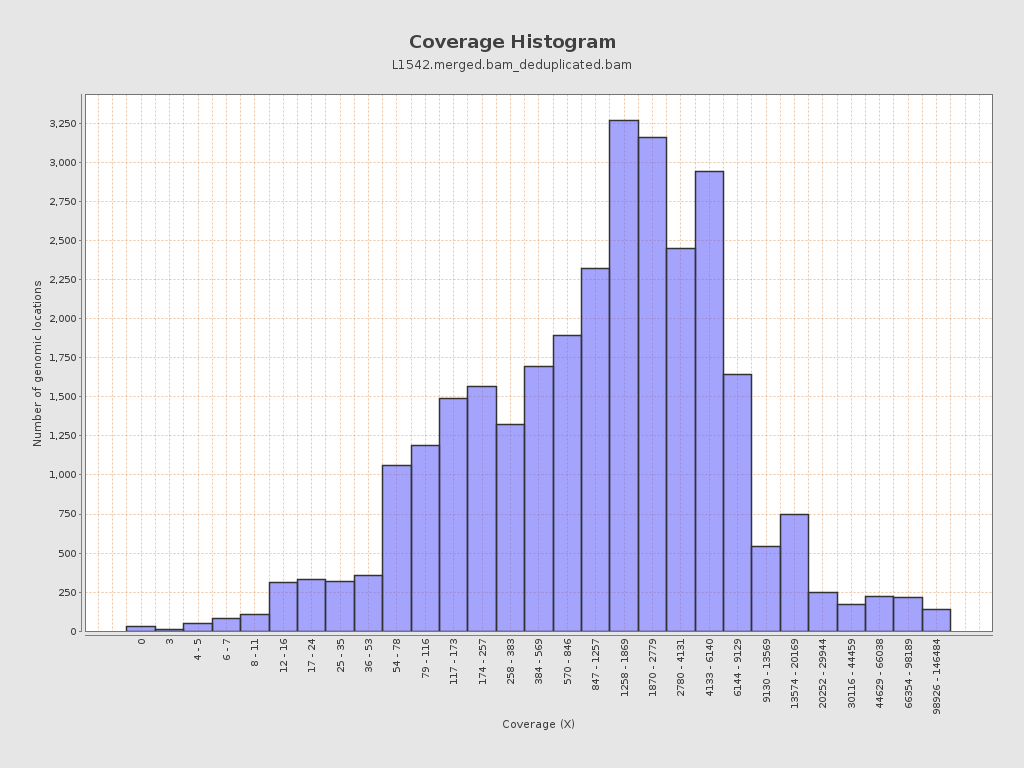 Coverage Histogram
L1542.merged.bam_deduplicated.bam
Number of genomic locations
3,250
3,000
2,750
2,500
2,250
2,000
1,750
1,500
1,250
1,000
750
500
250
0
0
3
4 - 5
6 - 7
8 - 11
12 - 16
17 - 24
25 - 35
36 - 53
54 - 78
79 - 116
117 - 173
174 - 257
258 - 383
384 - 569
570 - 846
847 - 1257
1258 - 1869
1870 - 2779
2780 - 4131
4133 - 6140
6144 - 9129
9130 - 13569
13574 - 20169
20252 - 29944
30116 - 44459
44629 - 66038
66354 - 98189
98926 - 146484
Coverage (X)